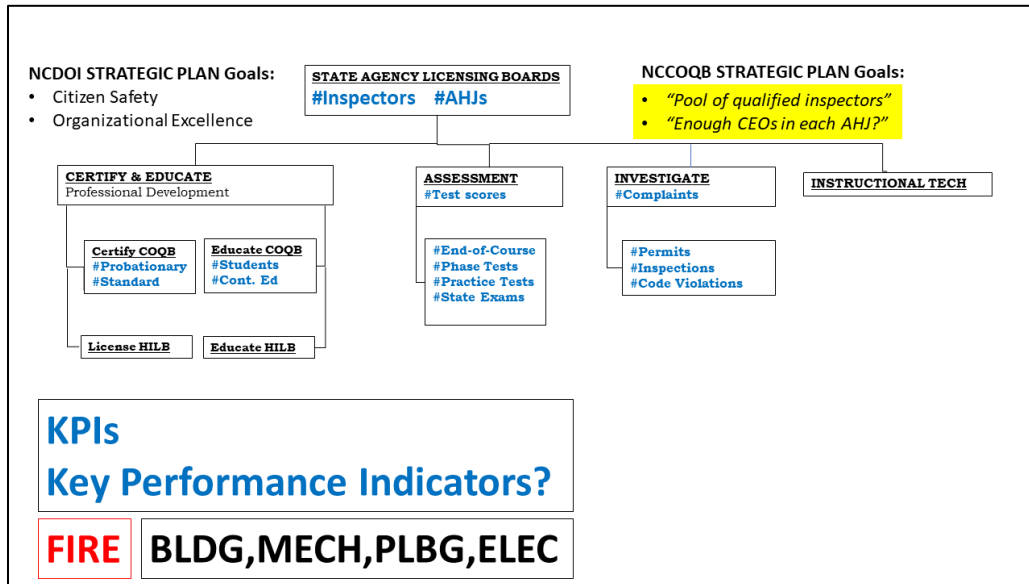 NCDOI STRATEGIC PLAN Goals:
• Citizen Safety
• Organizational Excellence
STATE AGENCY LICENSING BOARDS
#Inspectors #AHJs
NCCOQB STRATEGIC PLAN Goals:
• “Pool of qualified inspectors”
• “Enough CEOs in each AHJ?”
CERTIFY & EDUCATE
Professional Development
ASSESSMENT
#Test scores
INVESTIGATE
#Complaints
INSTRUCTIONAL TECH
Certify COQB
#Probationary
#Standard
Educate COQB
#Students
#Cont. Ed
#End-of-Course
#Phase Tests
#Practice Tests
#State Exams
#Permits
#Inspections
#Code Violations
License HILB
Educate HILB
KPIs
Key Performance Indicators?
FIRE
BLDG,MECH,PLBG,ELEC